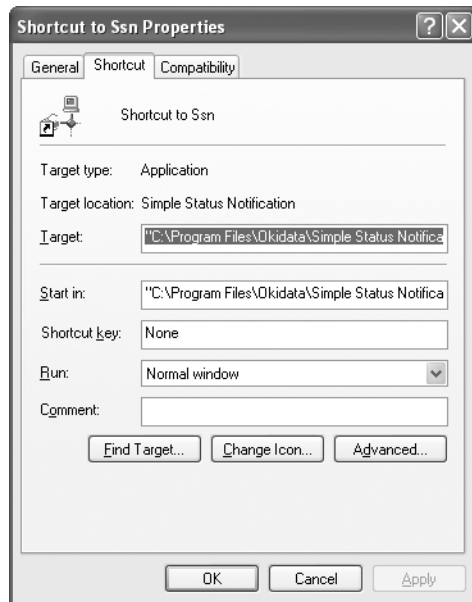 Shortcut to Ssn Properties
General Shortcut Compatibility
Shortcut to Ssn
Target type: Application
Target location: Simple Status Notification
Target: "C:\Program Files\Okidata\Simple Status Notifica
Start in: "C:\Program Files\Okidata\Simple Status Notifica
Shortcut key: None
Run: Normal window
Comment:
Find Target... Change Icon... Advanced...
OK Cancel Apply